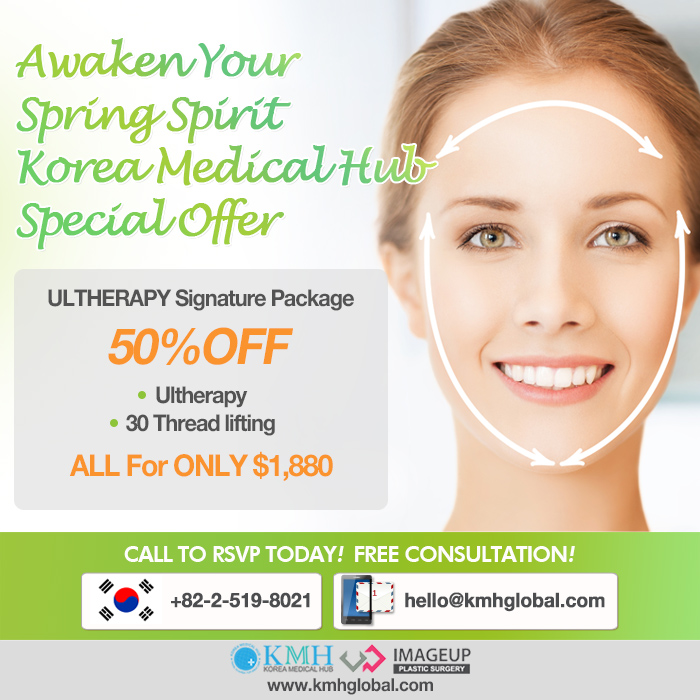 Awaken Your
Spring Spirit
Korea Medical Hub
Special Offer
ULTHERAPY Signature Package
50%OFF
• Ultherapy
• 30 Thread lifting
ALL For ONLY $1,880
CALL TO RSVP TODAY! FREE CONSULTATION!
+82-2-519-8021
1
hello@kmhglobal.com
KMH
KOREA MEDICAL HUB
IMAGEUP
PLASTIC SURGERY
www.kmhglobal.com